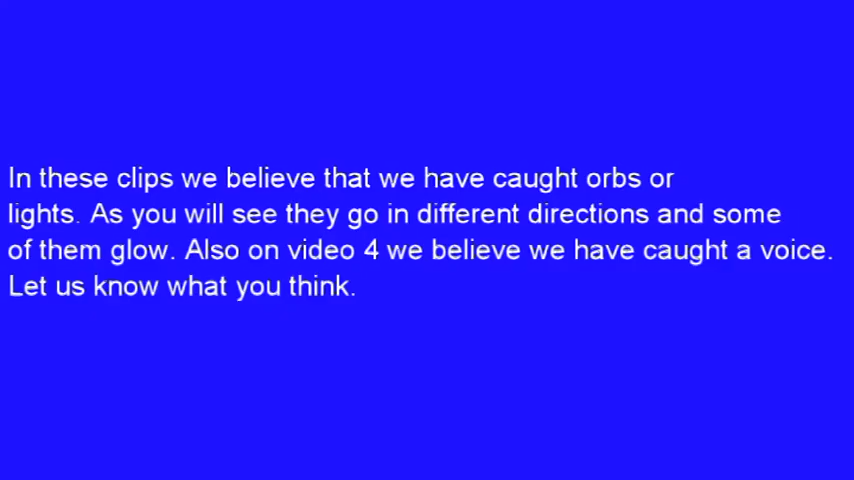 In these clips we believe that we have caught orbs or
lights. As you will see they go in different directions and some
of them glow. Also on video 4 we believe we have caught a voice.
Let us know what you think.